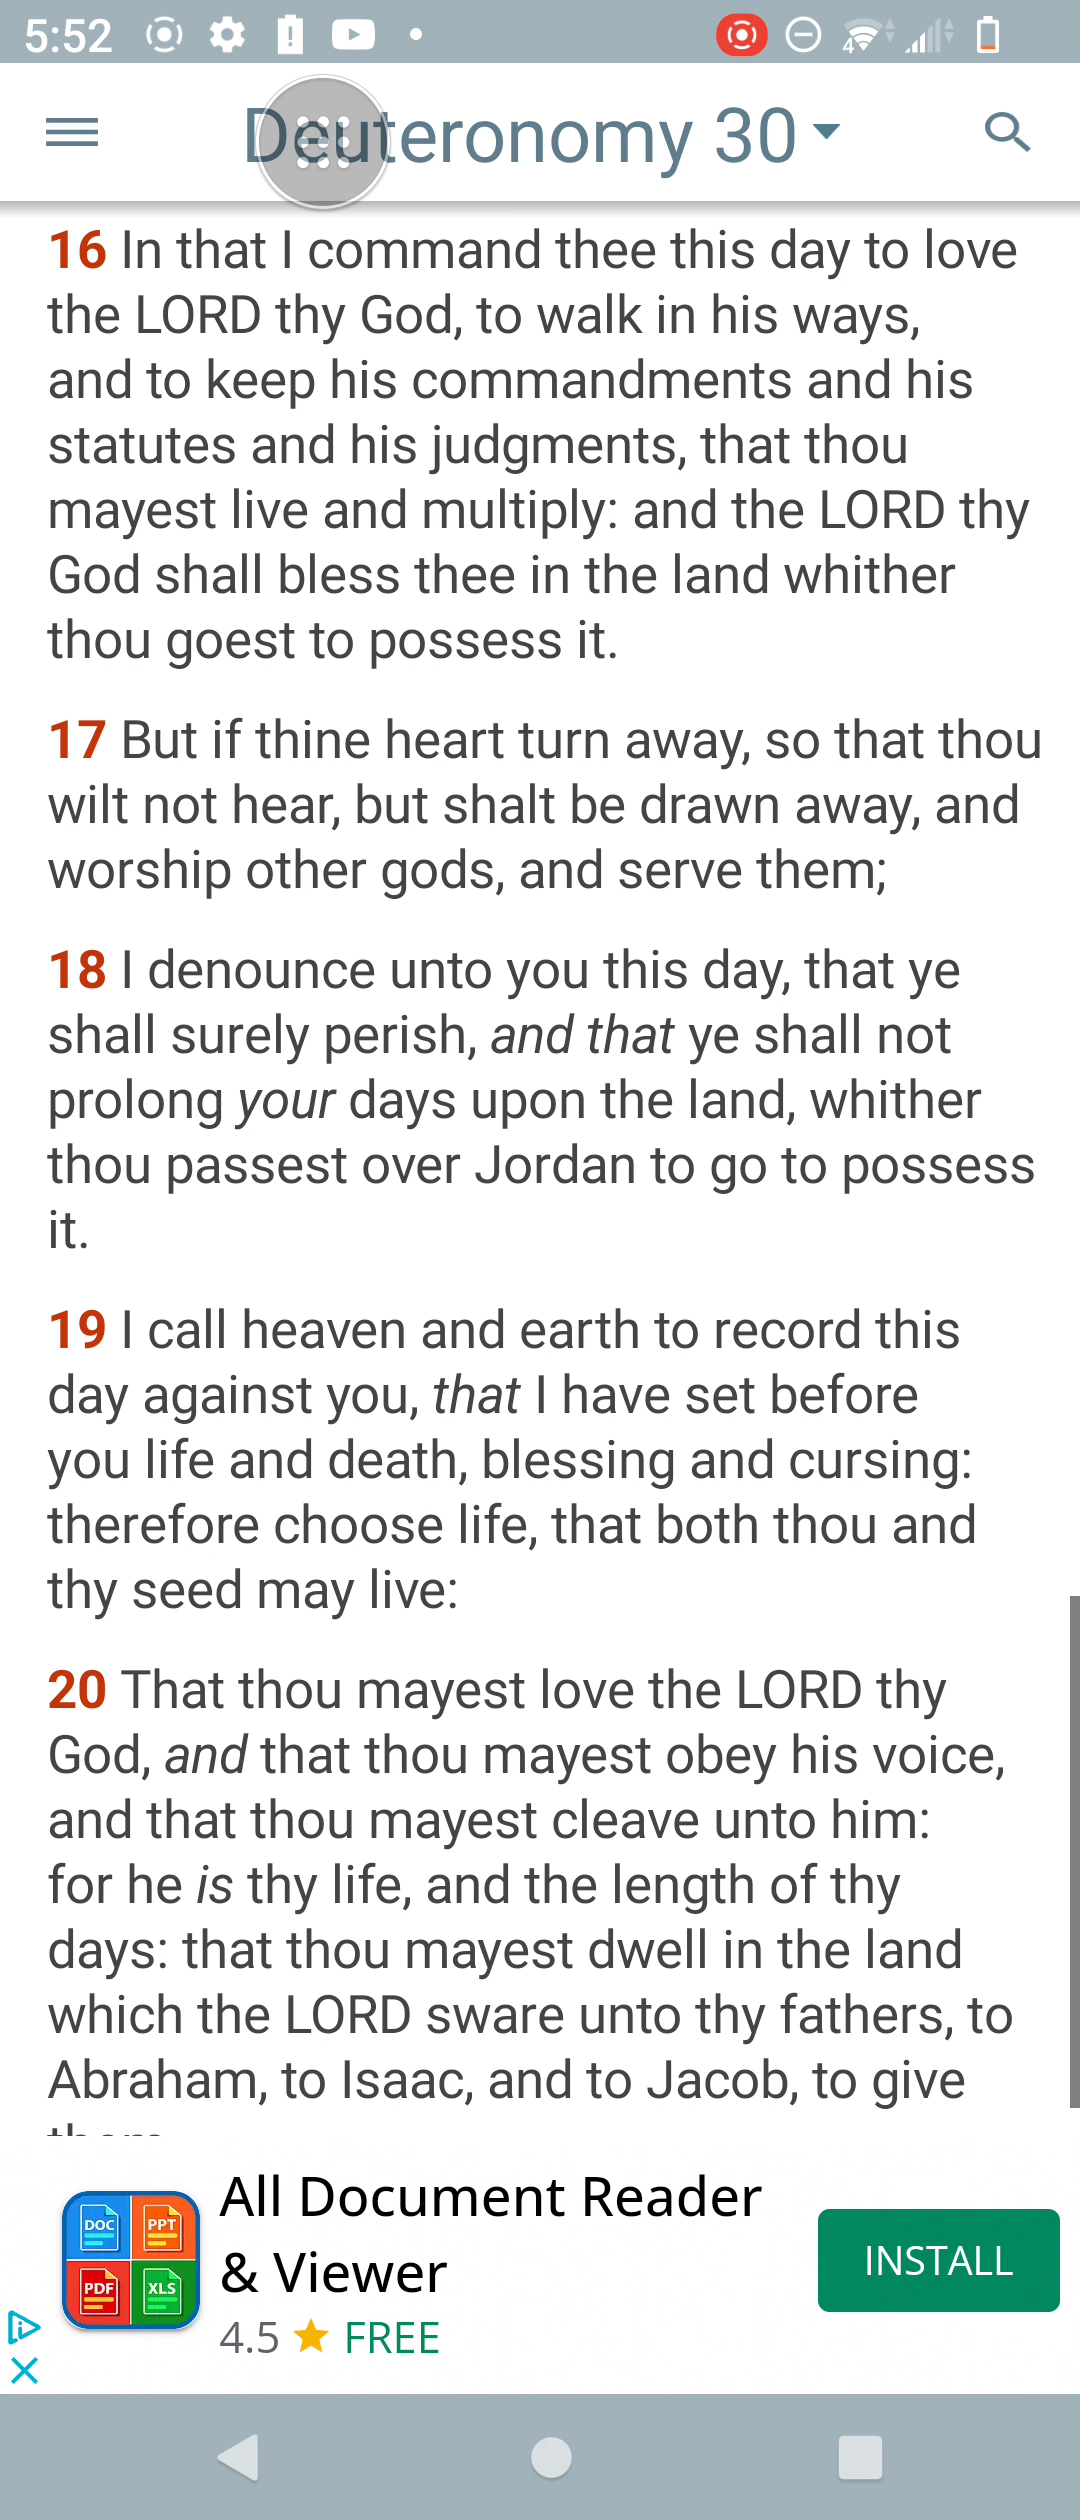 5:52
4
Deuteronomy 30
16 In that I command thee this day to love
the LORD thy God, to walk in his ways,
and to keep his commandments and his
statutes and his judgments, that thou
mayest live and multiply: and the LORD thy
God shall bless thee in the land whither
thou goest to possess it.
17 But if thine heart turn away, so that thou
wilt not hear, but shalt be drawn away, and
worship other gods, and serve them;
18 I denounce unto you this day, that ye
shall surely perish, and that ye shall not
prolong your days upon the land, whither
thou passest over Jordan to go to possess
it.
19 I call heaven and earth to record this
day against you, that I have set before
you life and death, blessing and cursing:
therefore choose life, that both thou and
thy seed may live:
20 That thou mayest love the LORD thy
God, and that thou mayest obey his voice,
and that thou mayest cleave unto him:
for he is thy life, and the length of thy
days: that thou mayest dwell in the land
which the LORD sware unto thy fathers, to
Abraham, to Isaac, and to Jacob, to give
DOC PPT
PDF XLS
All Document Reader
& Viewer
4.5 ★ FREE
INSTALL